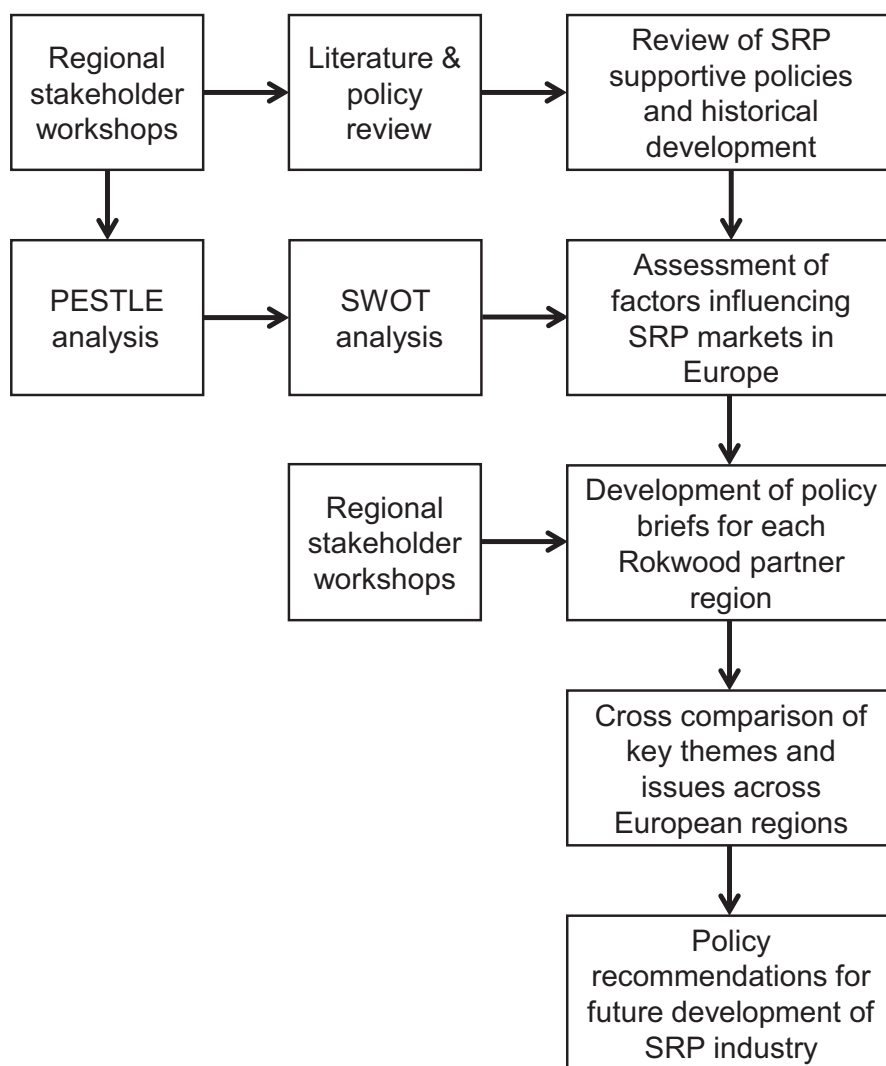 Regional
stakeholder
workshops
Literature &
policy
review
Review of SRP
supportive policies
and historical
development
PESTLE
analysis
SWOT
analysis
Assessment of
factors influencing
SRP markets in
Europe
Regional
stakeholder
workshops
Development of policy
briefs for each
Rokwood partner
region
Cross comparison of
key themes and
issues across
European regions
Policy
recommendations for
future development of
SRP industry